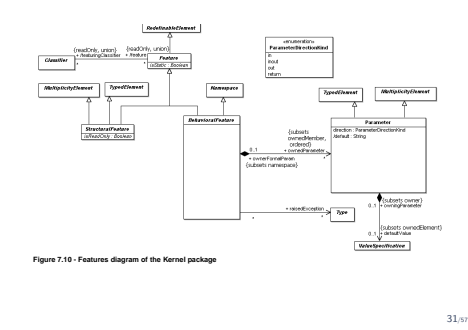 RedefinableElement
{readOnly, union}
+ /featuringClassifier
{readOnly, union}
+ /feature
Classifier
*
*
Feature
isStatic : Boolean
«enumeration»
ParameterDirectionKind
in
inout
out
return
MultiplicityElement
TypedElement
Namespace
TypedElement
MultiplicityElement
StructuralFeature
isReadOnly : Boolean
BehavioralFeature
Parameter
direction : ParameterDirectionKind
/default : String
{subsets
ownedMember,
ordered}
0..1
+ ownedParameter
+ ownerFormalParam
*
{subsets namespace}
+ raisedException
*
*
Type
{subsets owner}
0..1
+ owningParameter
{subsets ownedElement}
0..1
+ defaultValue
ValueSpecification
Figure 7.10 - Features diagram of the Kernel package
31/57